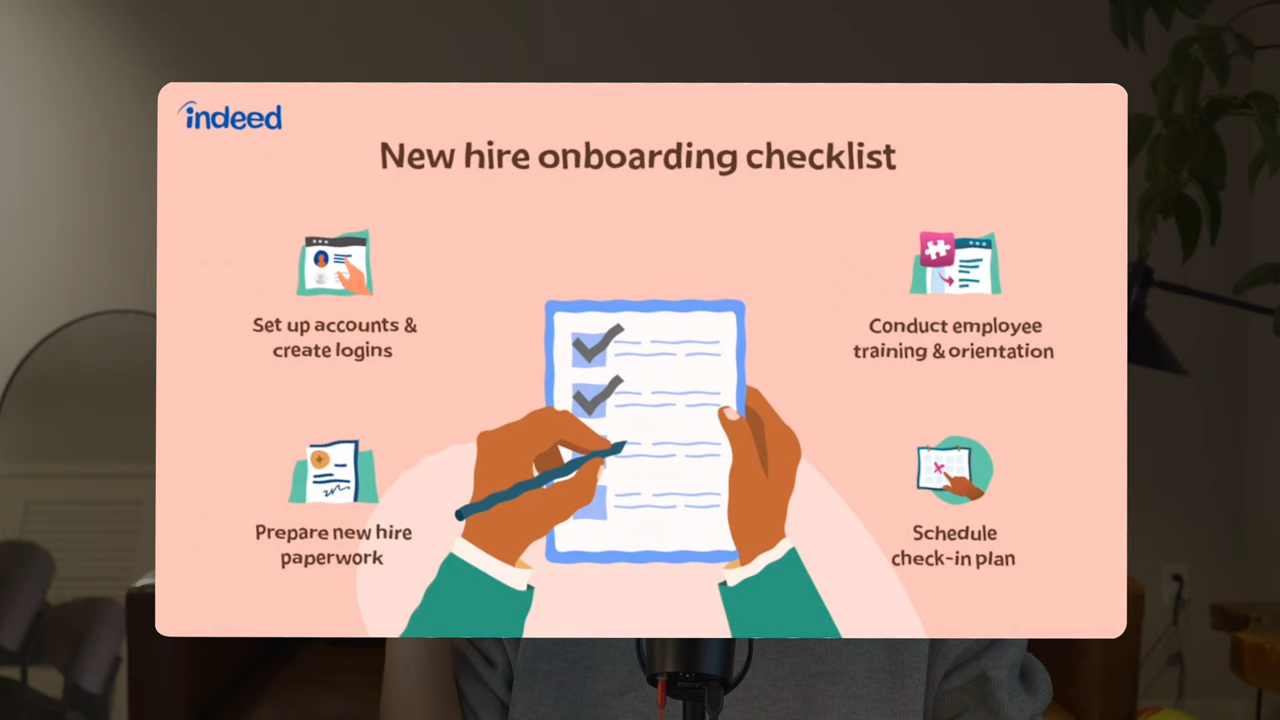 indeed
New hire onboarding checklist
Set up accounts &
create logins
Conduct employee
training & orientation
Prepare new hire
paperwork
Schedule
check-in plan